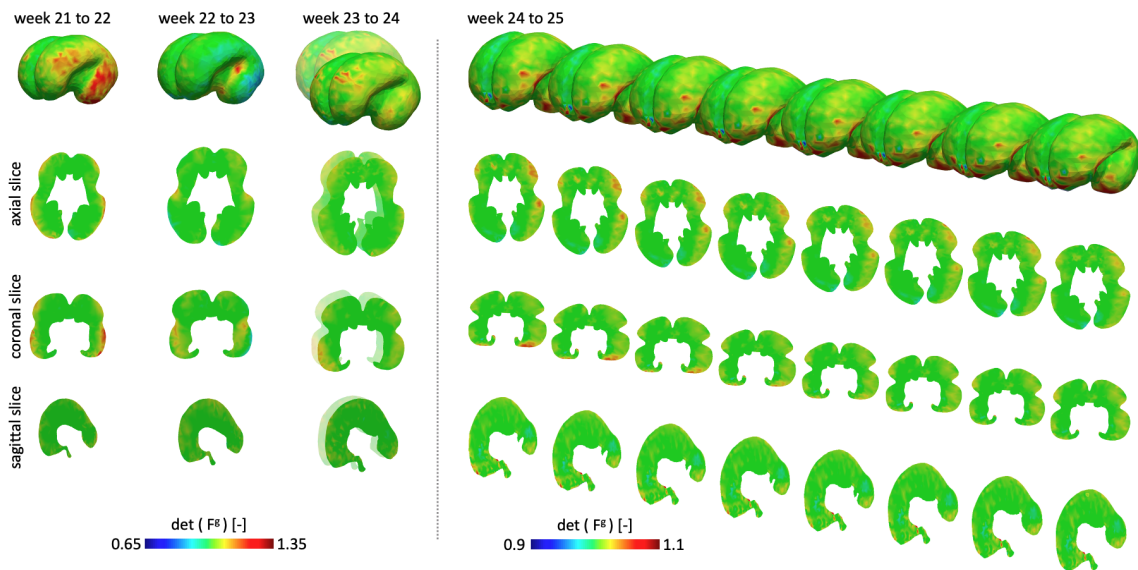 week 21 to 22
week 22 to 23
week 23 to 24
week 24 to 25
axial slice
coronal slice
sagittal slice
det ( Fᵍ ) [-]
0.65
1.35
det ( Fᵍ ) [-]
0.9
1.1